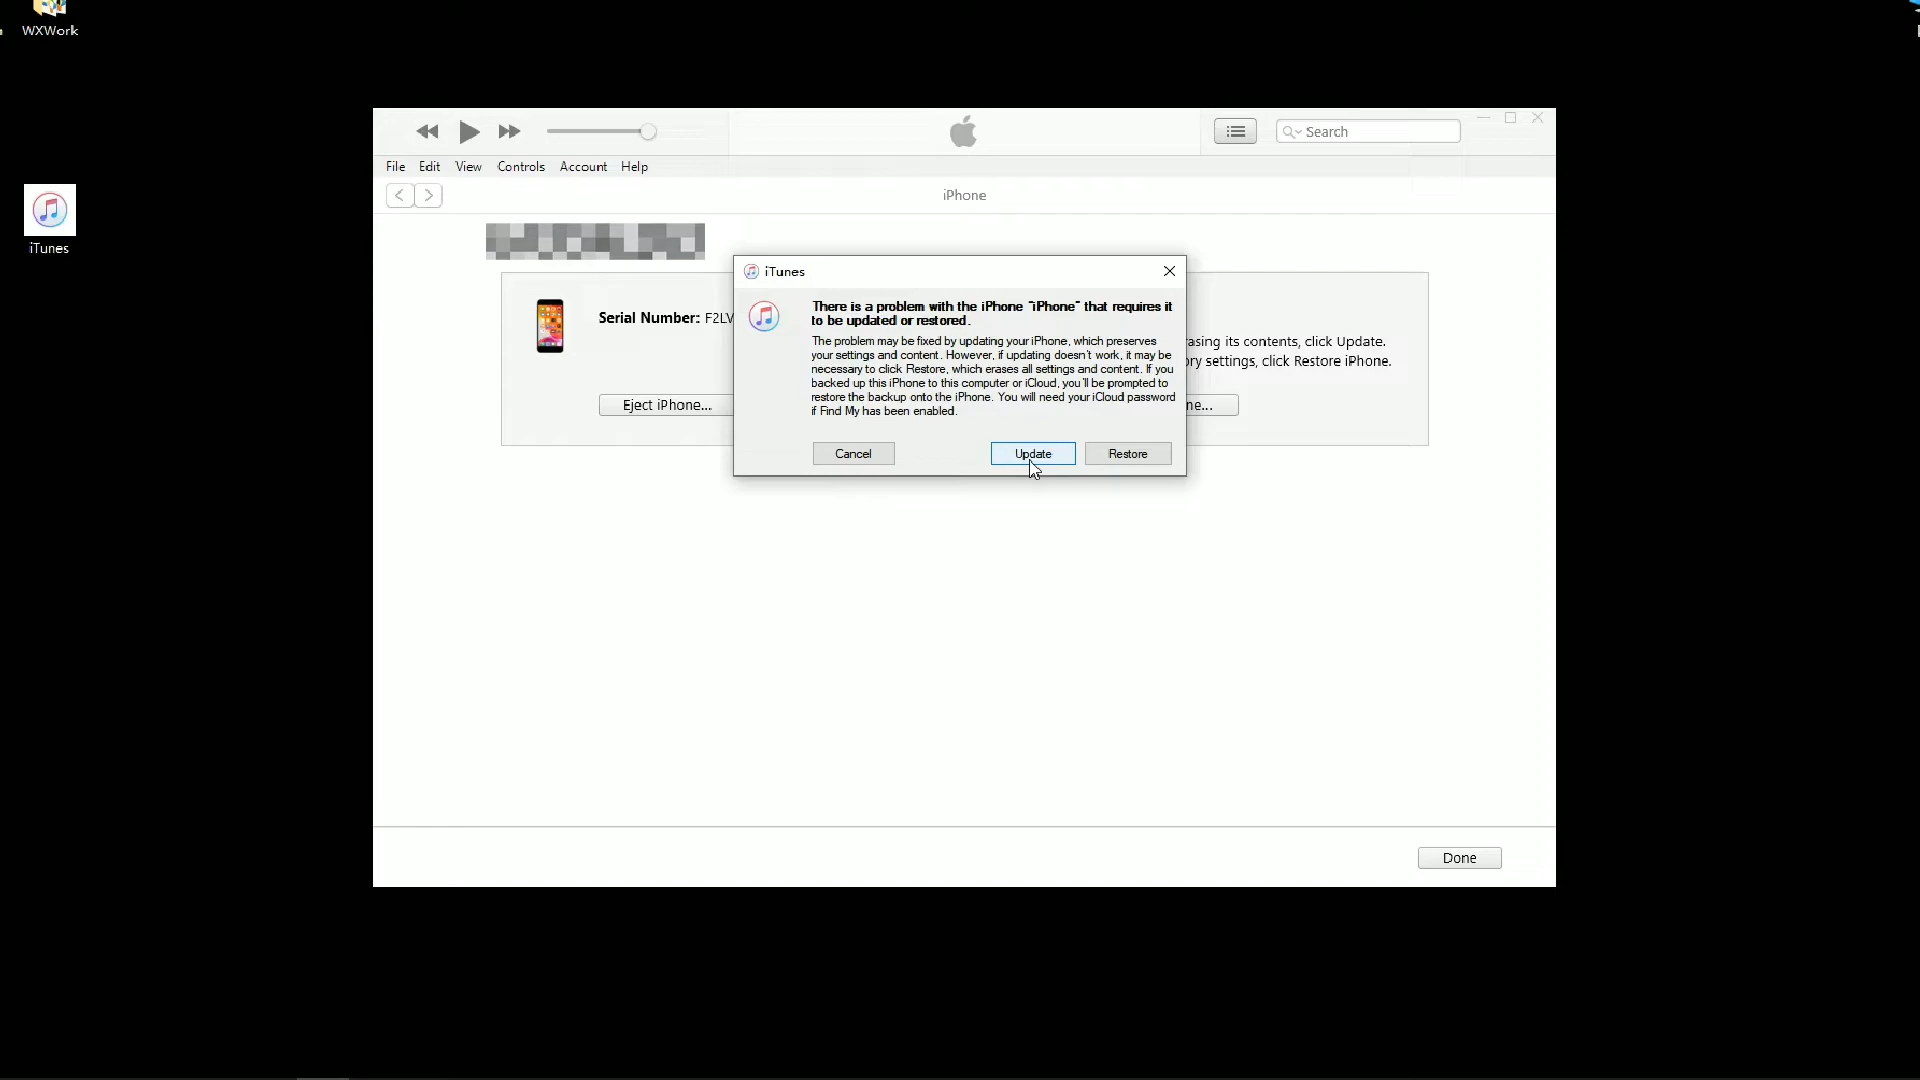 WXWork
iTunes
Search
File Edit View Controls Account Help
iPhone
Serial Number: F2LV
asing its contents, click Update.
ory settings, click Restore iPhone.
Eject iPhone...
ne...
iTunes
There is a problem with the iPhone "iPhone" that requires it
to be updated or restored.
The problem may be fixed by updating your iPhone, which preserves
your settings and content. However, if updating doesn't work, it may be
necessary to click Restore, which erases all settings and content. If you
backed up this iPhone to this computer or iCloud, you'll be prompted to
restore the backup onto the iPhone. You will need your iCloud password
if Find My has been enabled.
Cancel
Update
Restore
Done